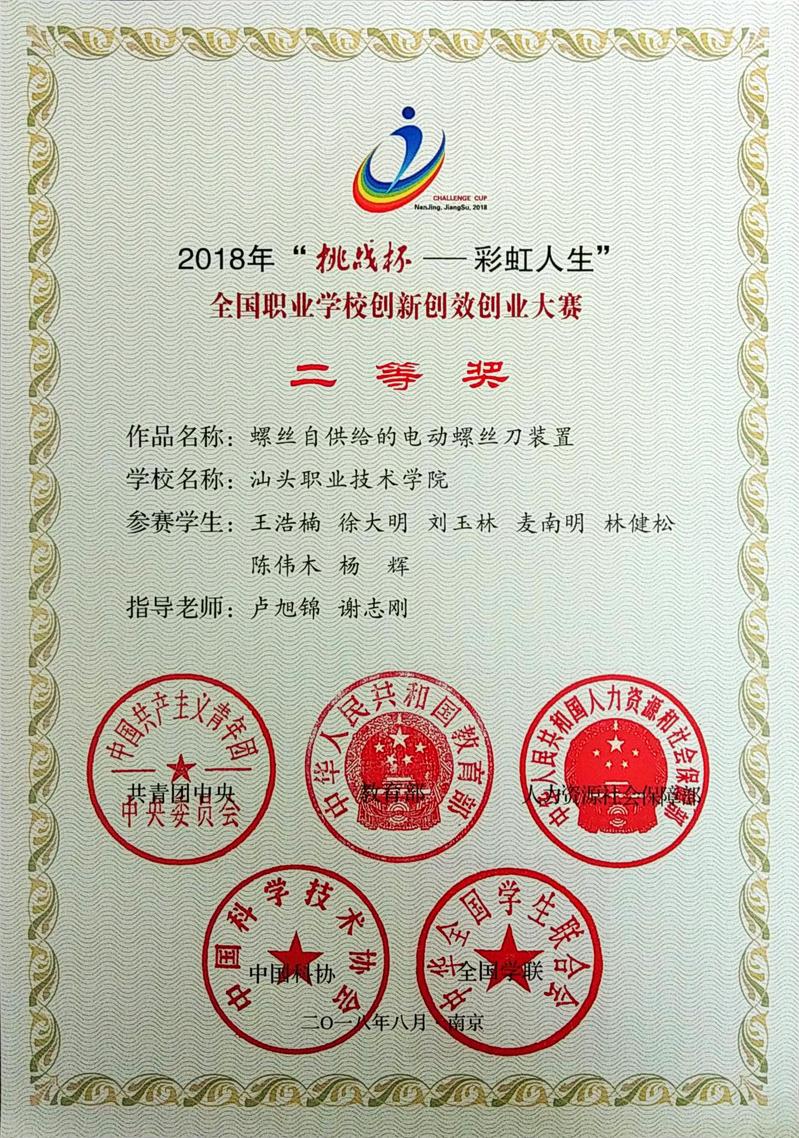 CHALLENGE CUP
NanJing, JiangSu, 2018
2018年“挑战杯——彩虹人生”
全国职业学校创新创效创业大赛
二等奖
作品名称：螺丝自供给的电动螺丝刀装置
学校名称：汕头职业技术学院
参赛学生：王浩楠 徐大明 刘玉林 麦南明 林健松
陈伟木 杨 辉
指导老师：卢旭锦 谢志刚
中国共产主义青年团
中央委员会
共青团中央
中华人民共和国教育部
教育部
中华人民共和国人力资源和社会保障部
人力资源社会保障部
中国科学技术协会
中国科协
中华全国学生联合会
全国学联
二〇一八年八月·南京